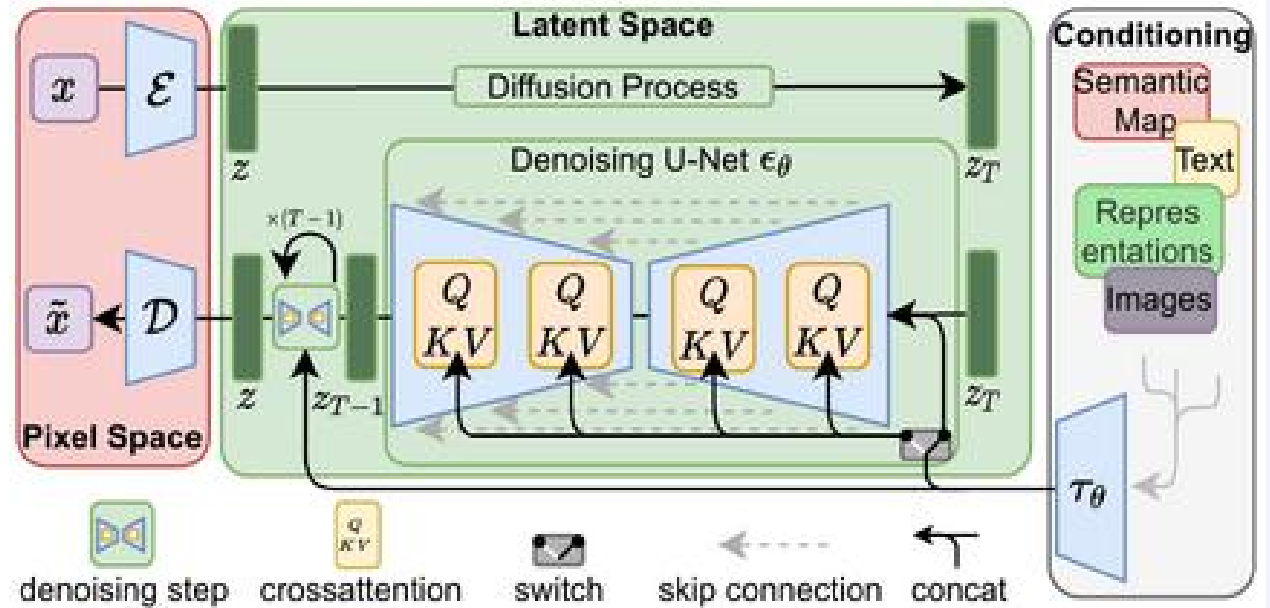 Latent Space
Conditioning
x
ℰ
Diffusion Process
z
z_T
Semantic
Map
Text
Denoising U-Net ϵ_θ
Repres
entations
Images
×(T−1)
x̃
𝒟
Q
KV
Q
KV
Q
KV
Q
KV
z
z_{T−1}
z_T
Pixel Space
τ_θ
Q
KV
denoising step
crossattention
switch
skip connection
concat